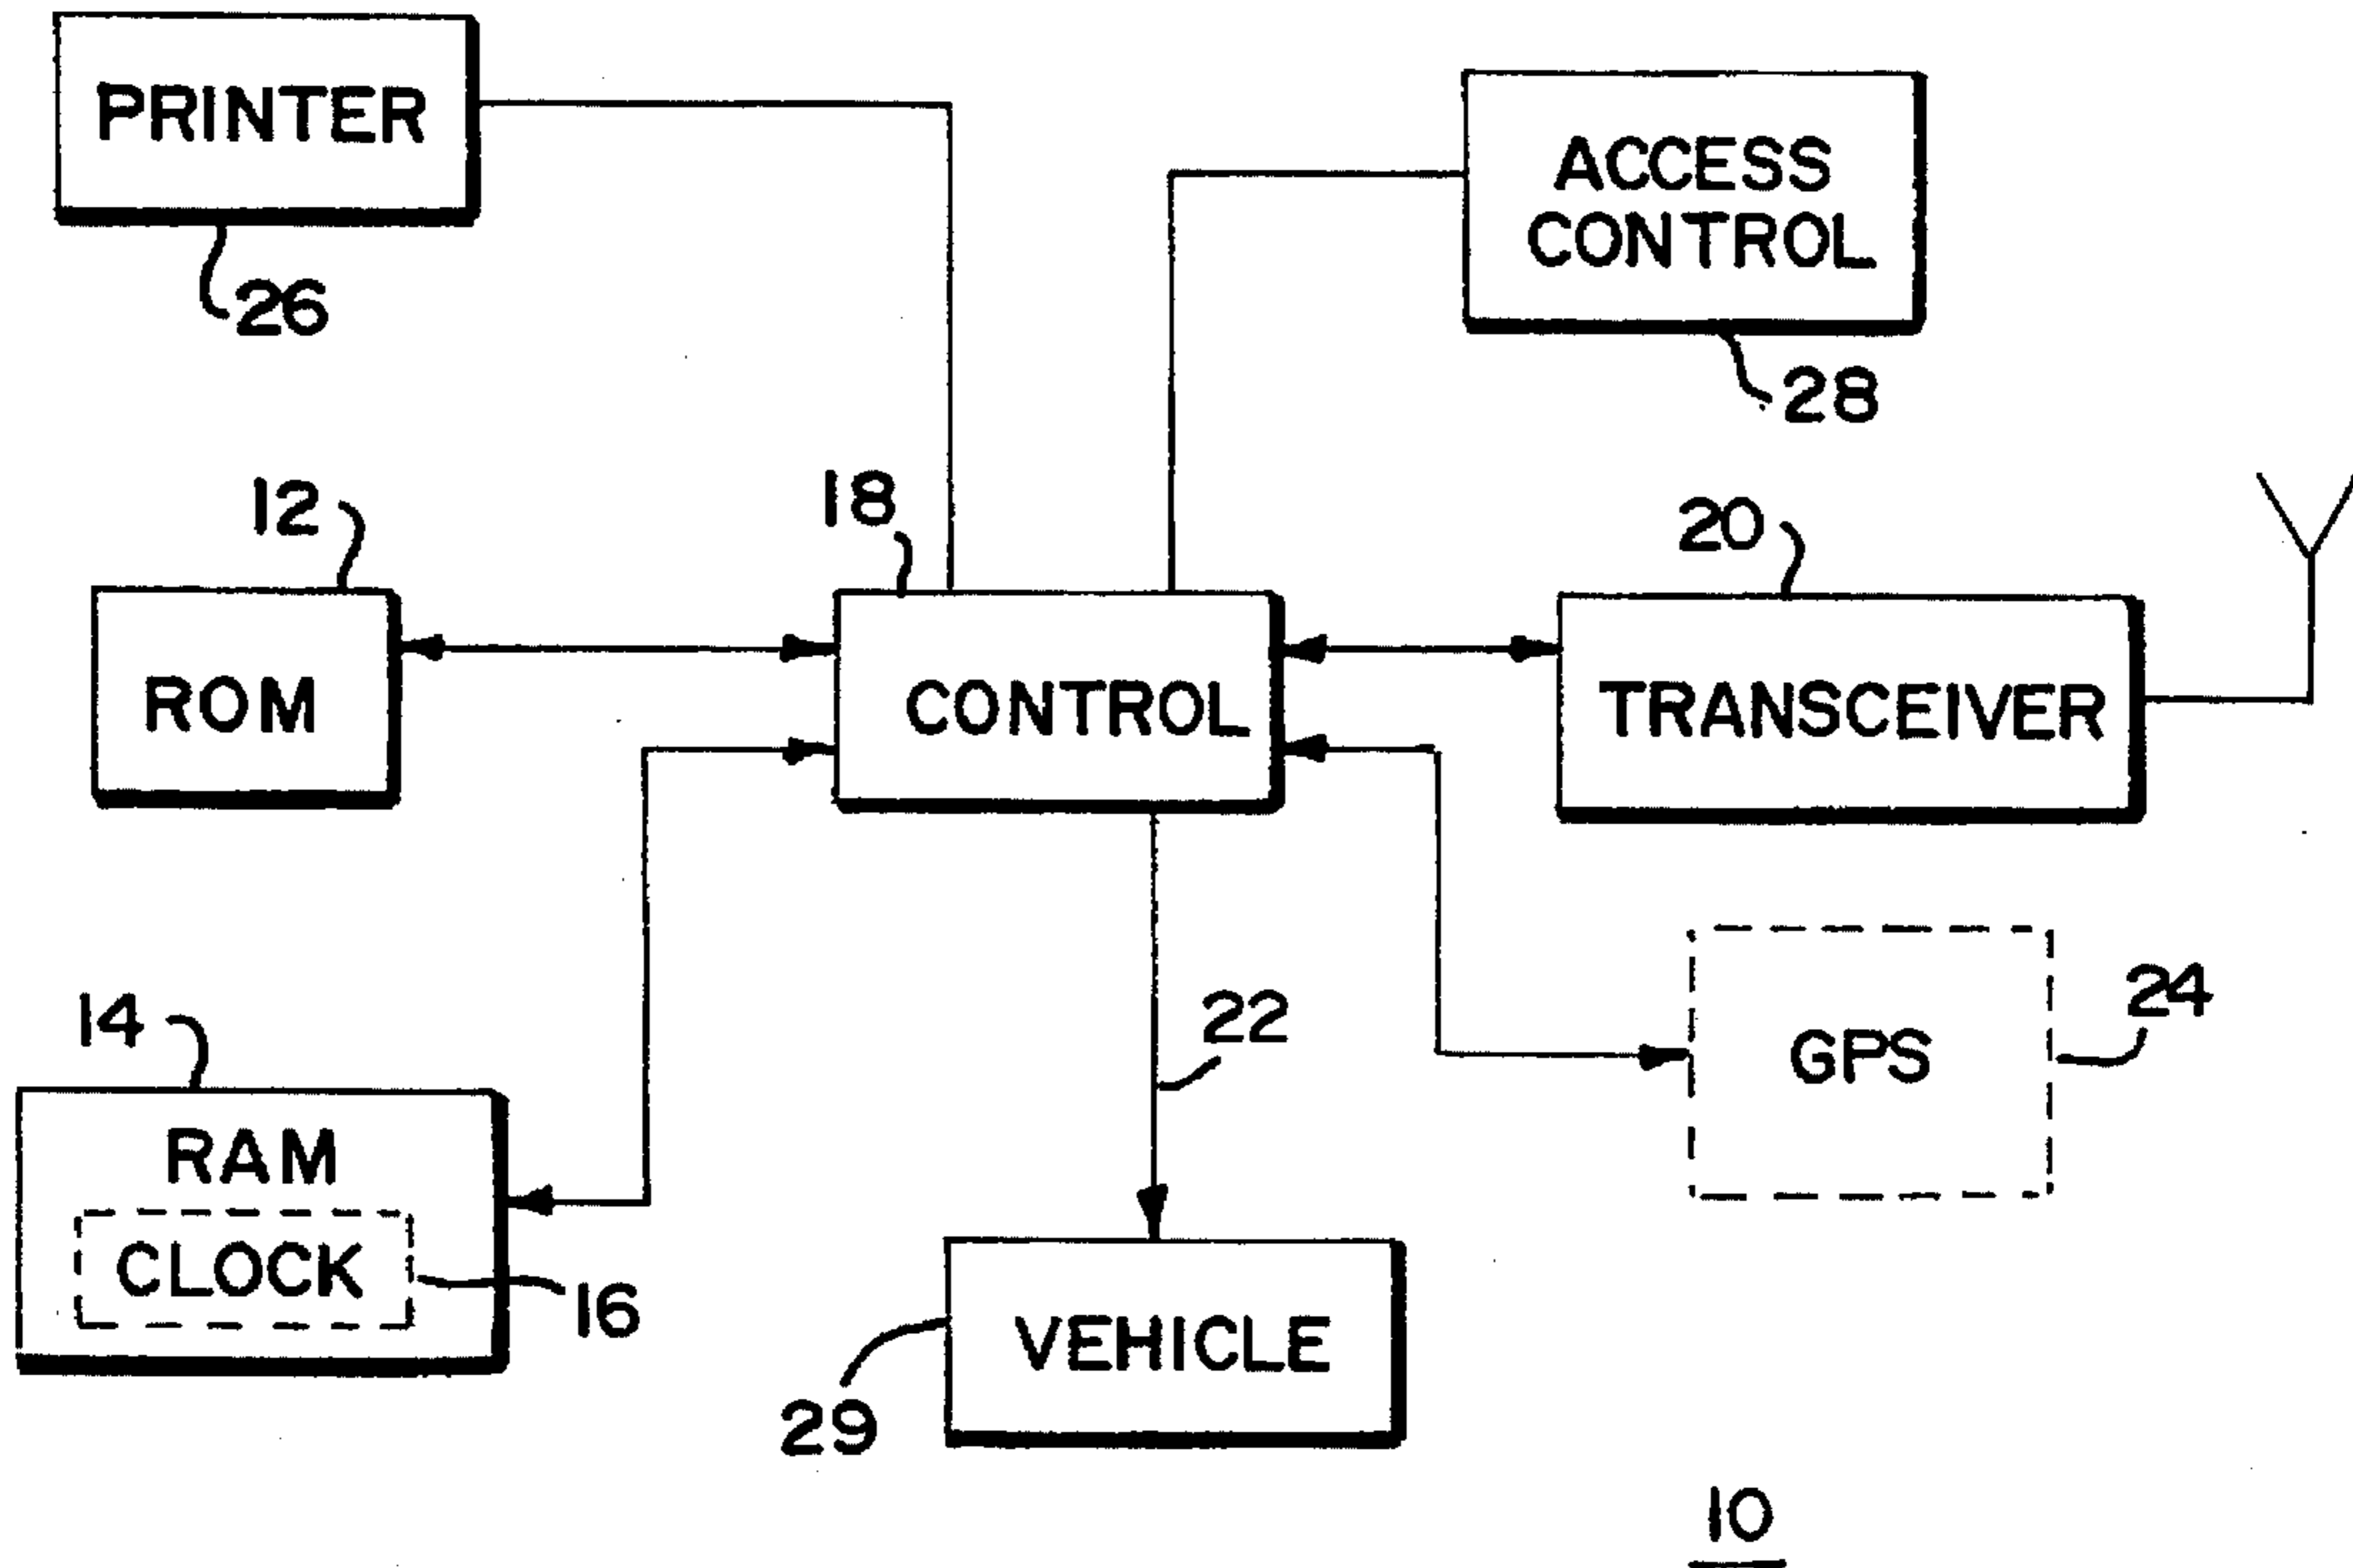 PRINTER
26
ACCESS
CONTROL
28
12
18
20
ROM
CONTROL
TRANSCEIVER
14
22
GPS
24
RAM
CLOCK
16
VEHICLE
29
10